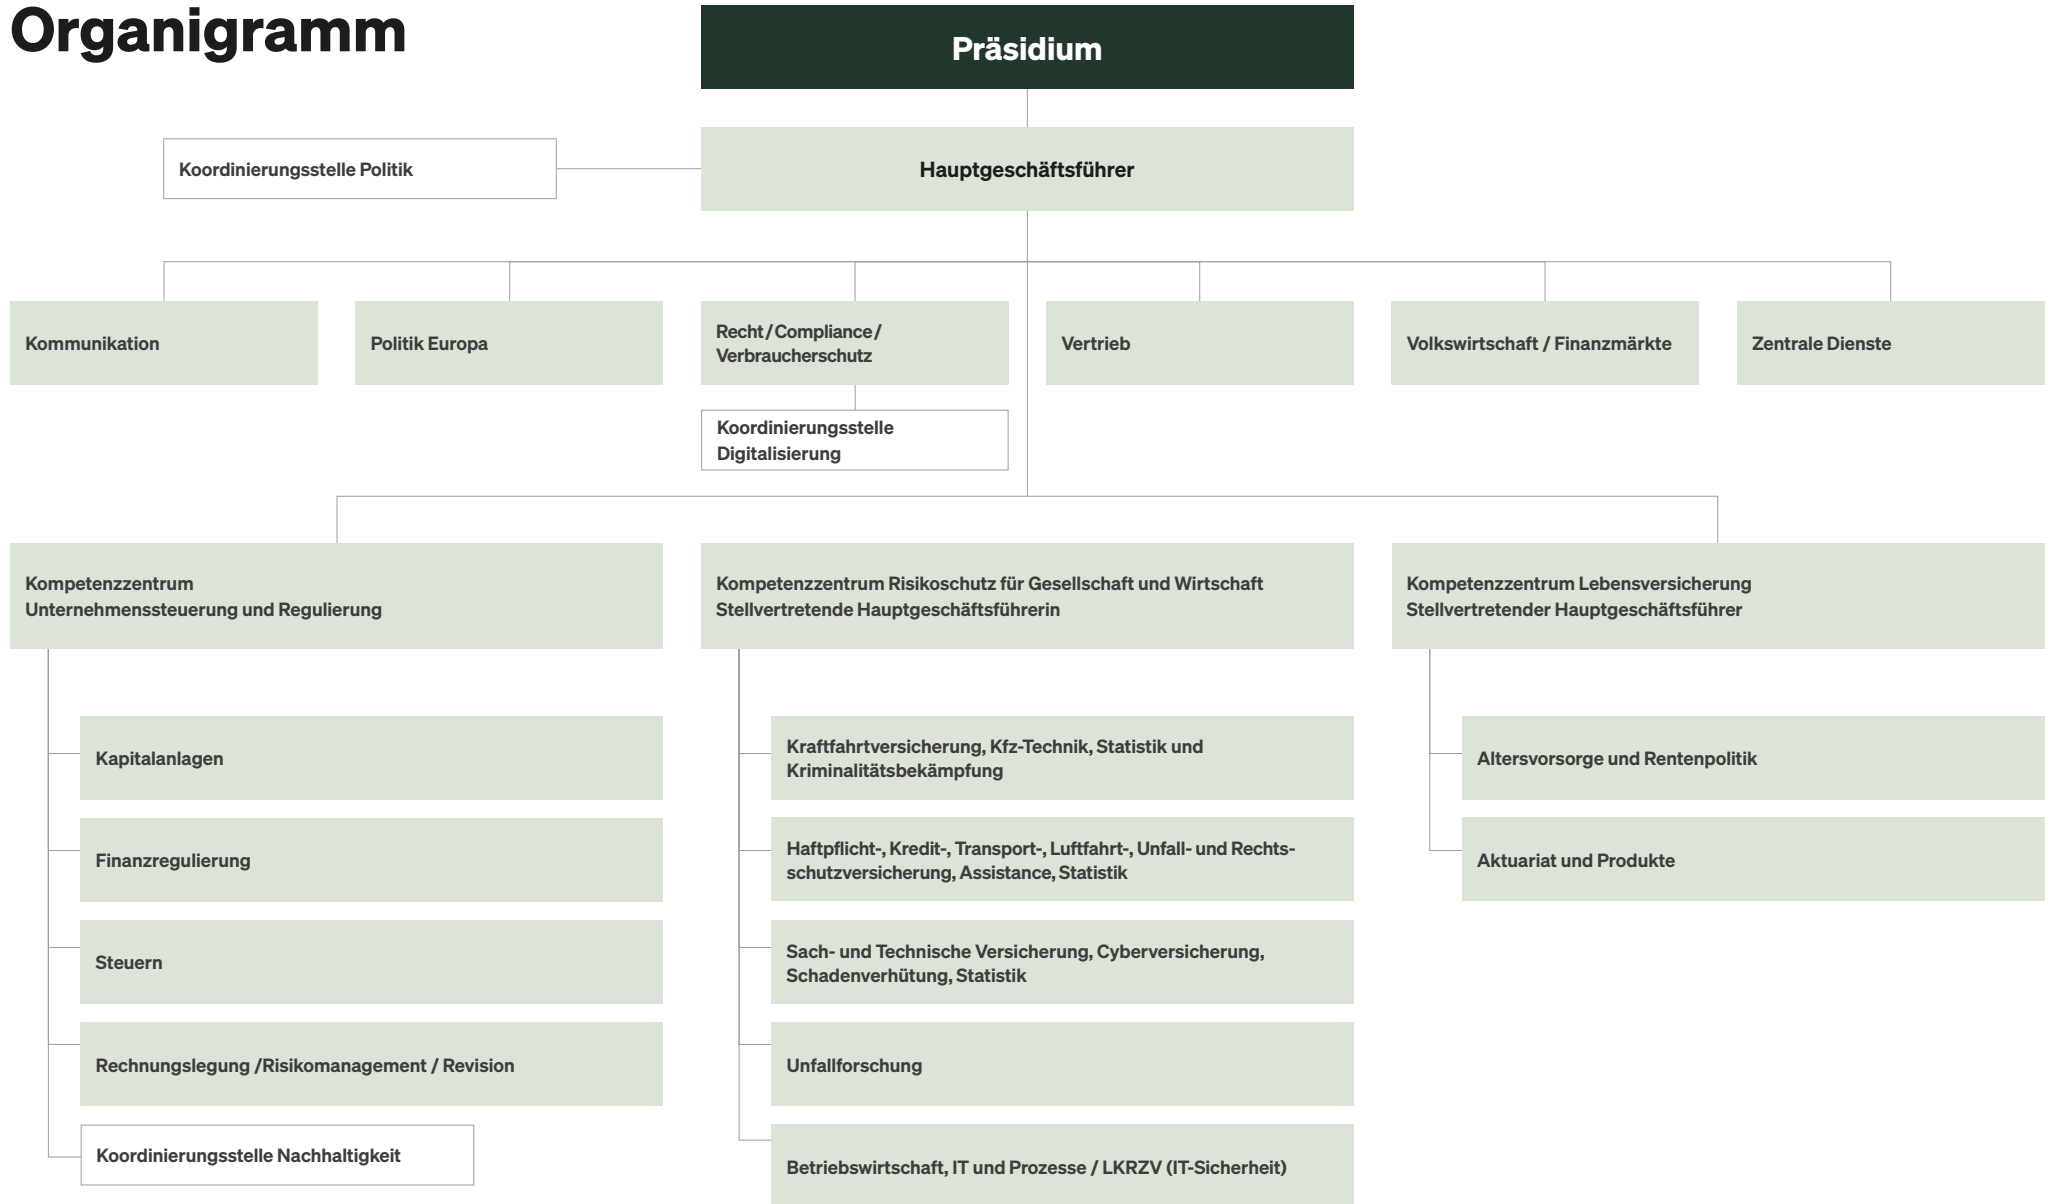 Organigramm
Präsidium
Koordinierungsstelle Politik
Hauptgeschäftsführer
Kommunikation
Politik Europa
Recht/Compliance/
Verbraucherschutz
Vertrieb
Volkswirtschaft / Finanzmärkte
Zentrale Dienste
Koordinierungsstelle
Digitalisierung
Kompetenzzentrum
Unternehmenssteuerung und Regulierung
Kompetenzzentrum Risikoschutz für Gesellschaft und Wirtschaft
Stellvertretende Hauptgeschäftsführerin
Kompetenzzentrum Lebensversicherung
Stellvertretender Hauptgeschäftsführer
Kapitalanlagen
Finanzregulierung
Steuern
Rechnungslegung /Risikomanagement / Revision
Koordinierungsstelle Nachhaltigkeit
Kraftfahrtversicherung, Kfz-Technik, Statistik und
Kriminalitätsbekämpfung
Haftpflicht-, Kredit-, Transport-, Luftfahrt-, Unfall- und Rechts-
schutzversicherung, Assistance, Statistik
Sach- und Technische Versicherung, Cyberversicherung,
Schadenverhütung, Statistik
Unfallforschung
Betriebswirtschaft, IT und Prozesse / LKRZV (IT-Sicherheit)
Altersvorsorge und Rentenpolitik
Aktuariat und Produkte